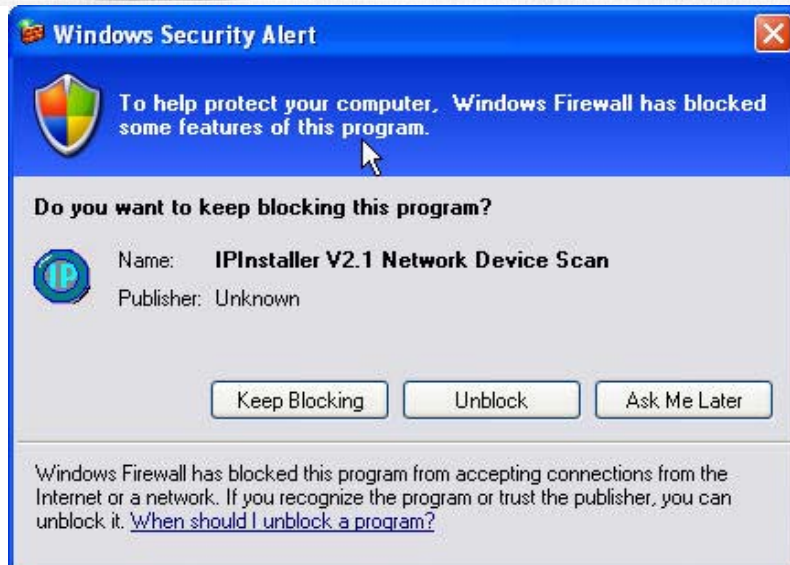 Windows Security Alert
To help protect your computer, Windows Firewall has blocked
some features of this program.
Do you want to keep blocking this program?
IP
Name: IPInstaller V2.1 Network Device Scan
Publisher: Unknown
Keep Blocking Unblock Ask Me Later
Windows Firewall has blocked this program from accepting connections from the
Internet or a network. If you recognize the program or trust the publisher, you can
unblock it. When should I unblock a program?